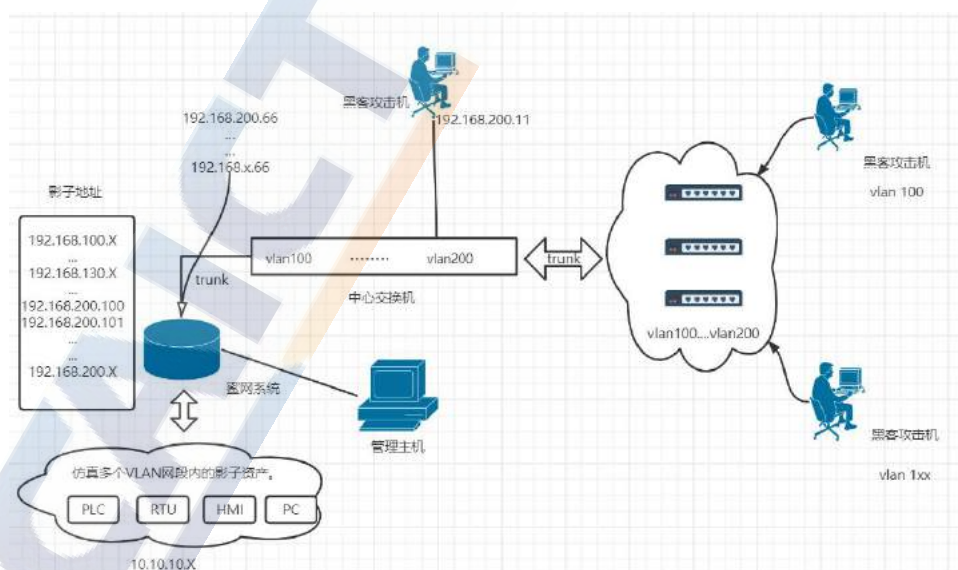 黑客攻击机
192.168.200.11
192.168.200.66
...
...
192.168.x.66
黑客攻击机
vlan 100
影子地址
192.168.100.X
...
192.168.130.X
...
192.168.200.100
192.168.200.101
...
...
192.168.200.X
vlan100 ........ vlan200
trunk
trunk
中心交换机
vlan100....vlan200
蜜网系统
管理主机
黑客攻击机
vlan 1xx
仿真多个VLAN网段内的影子资产。
PLC RTU HMI PC
10.10.10.X
CAICT